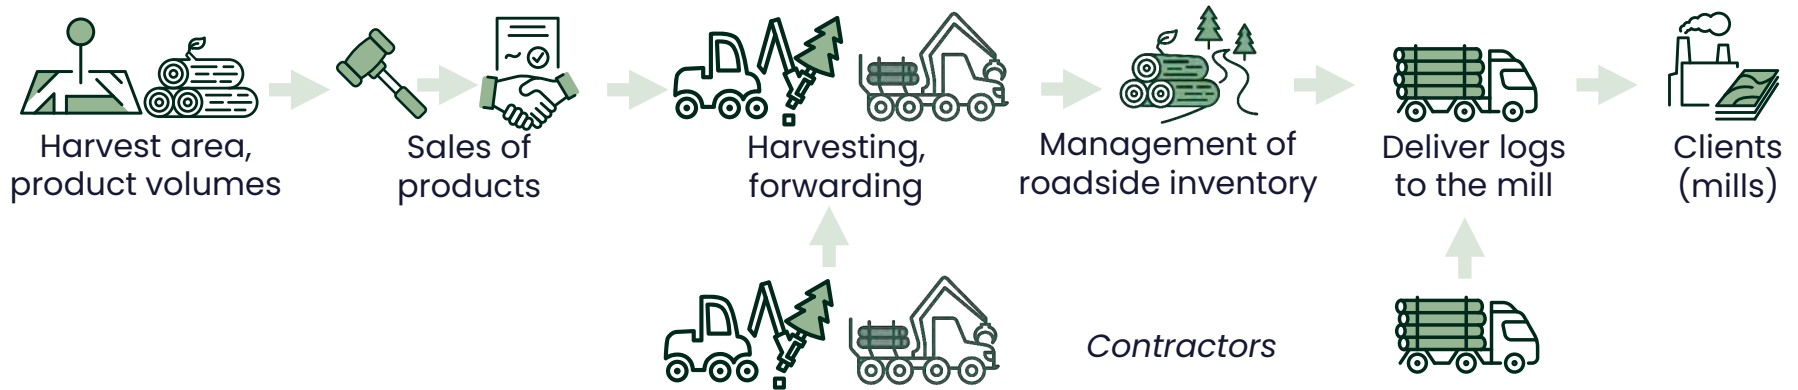 Harvest area,
product volumes
Sales of
products
Harvesting,
forwarding
Management of
roadside inventory
Deliver logs
to the mill
Clients
(mills)
Contractors